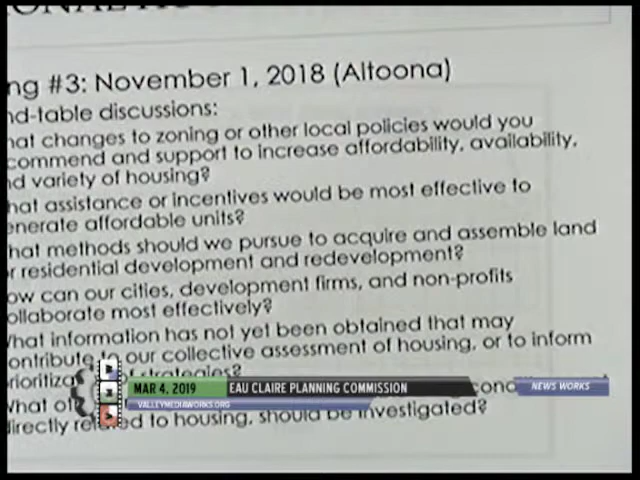 ng #3: November 1, 2018 (Altoona)
nd-table discussions:
hat changes to zoning or other local policies would you
commend and support to increase affordability, availability,
nd variety of housing?
hat assistance or incentives would be most effective to
enerate affordable units?
hat methods should we pursue to acquire and assemble land
r residential development and redevelopment?
ow can our cities, development firms, and non-profits
ollaborate most effectively?
What information has not yet been obtained that may
ontribute to our collective assessment of housing, or to inform
rioritiza of strategies?
MAR 4, 2019 EAU CLAIRE PLANNING COMMISSION NEWS WORKS
VALLEYMEDIAWORKS.ORG
What ot
directly related to housing, should be investigated?